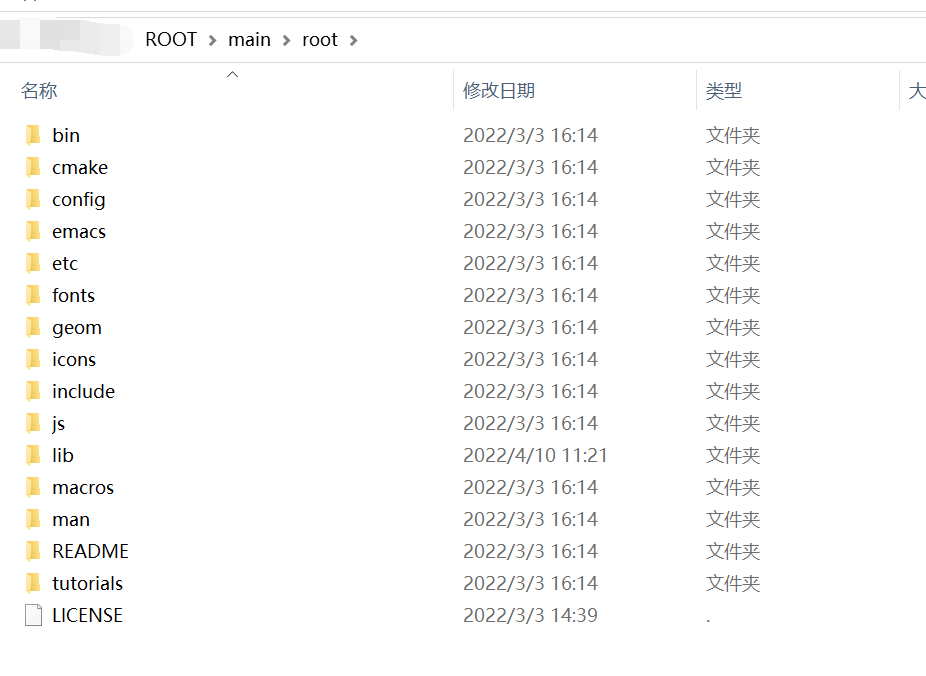 ROOT > main > root >
名称 修改日期 类型 大
bin 2022/3/3 16:14 文件夹
cmake 2022/3/3 16:14 文件夹
config 2022/3/3 16:14 文件夹
emacs 2022/3/3 16:14 文件夹
etc 2022/3/3 16:14 文件夹
fonts 2022/3/3 16:14 文件夹
geom 2022/3/3 16:14 文件夹
icons 2022/3/3 16:14 文件夹
include 2022/3/3 16:14 文件夹
js 2022/3/3 16:14 文件夹
lib 2022/4/10 11:21 文件夹
macros 2022/3/3 16:14 文件夹
man 2022/3/3 16:14 文件夹
README 2022/3/3 16:14 文件夹
tutorials 2022/3/3 16:14 文件夹
LICENSE 2022/3/3 14:39 .